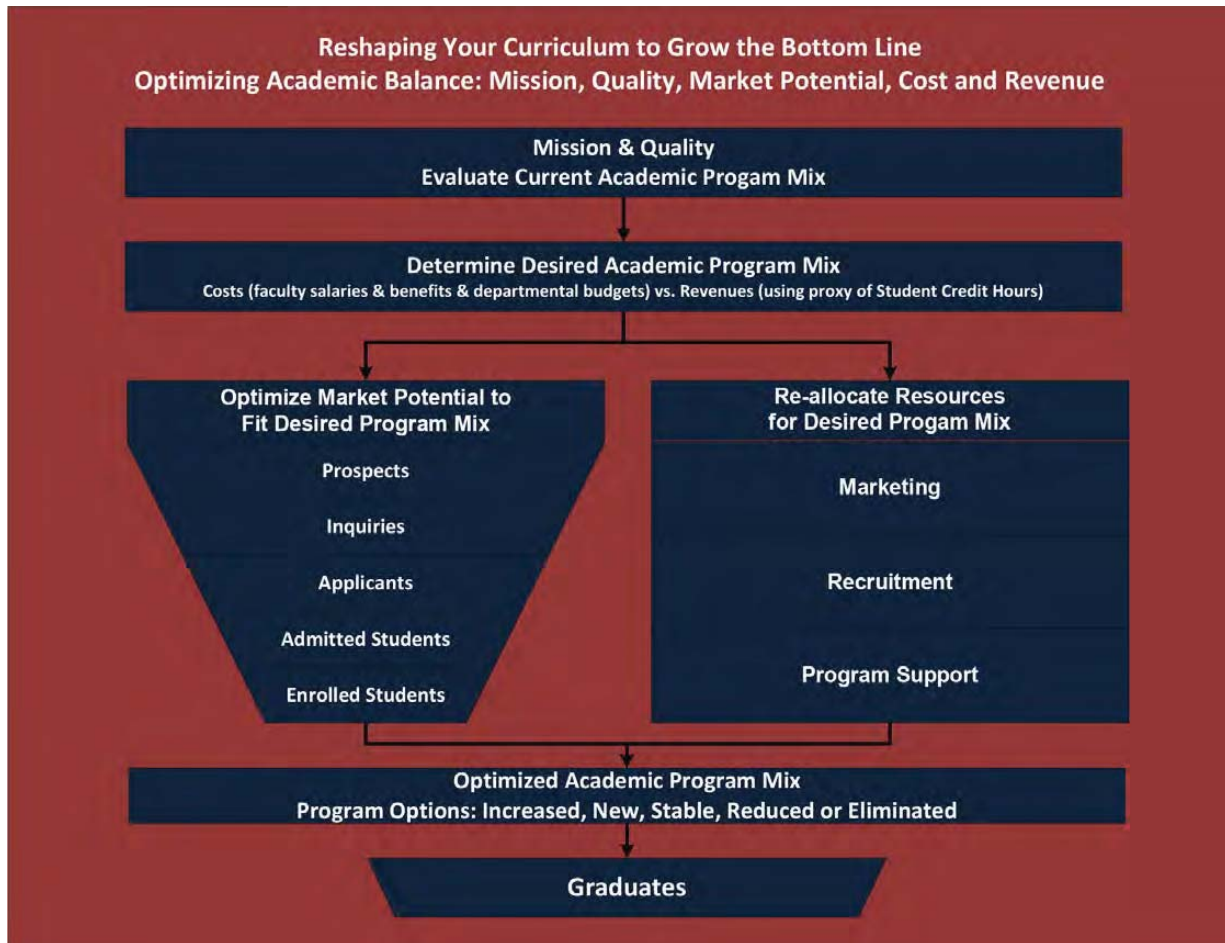 Reshaping Your Curriculum to Grow the Bottom Line
Optimizing Academic Balance: Mission, Quality, Market Potential, Cost and Revenue
Mission & Quality
Evaluate Current Academic Progam Mix
Determine Desired Academic Program Mix
Costs (faculty salaries & benefits & departmental budgets) vs. Revenues (using proxy of Student Credit Hours)
Optimize Market Potential to
Fit Desired Program Mix
Prospects
Inquiries
Applicants
Admitted Students
Enrolled Students
Re-allocate Resources
for Desired Progam Mix
Marketing
Recruitment
Program Support
Optimized Academic Program Mix
Program Options: Increased, New, Stable, Reduced or Eliminated
Graduates